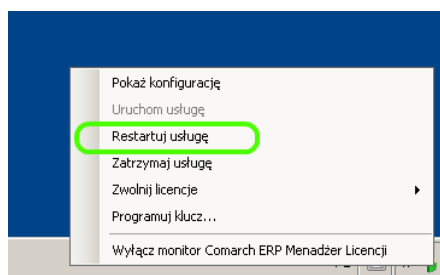 Pokaż konfigurację
Uruchom usługę
Restartuj usługę
Zatrzymaj usługę
Zwolnij licencje
Programuj klucz...
Wyłącz monitor Comarch ERP Menadżer Licencji